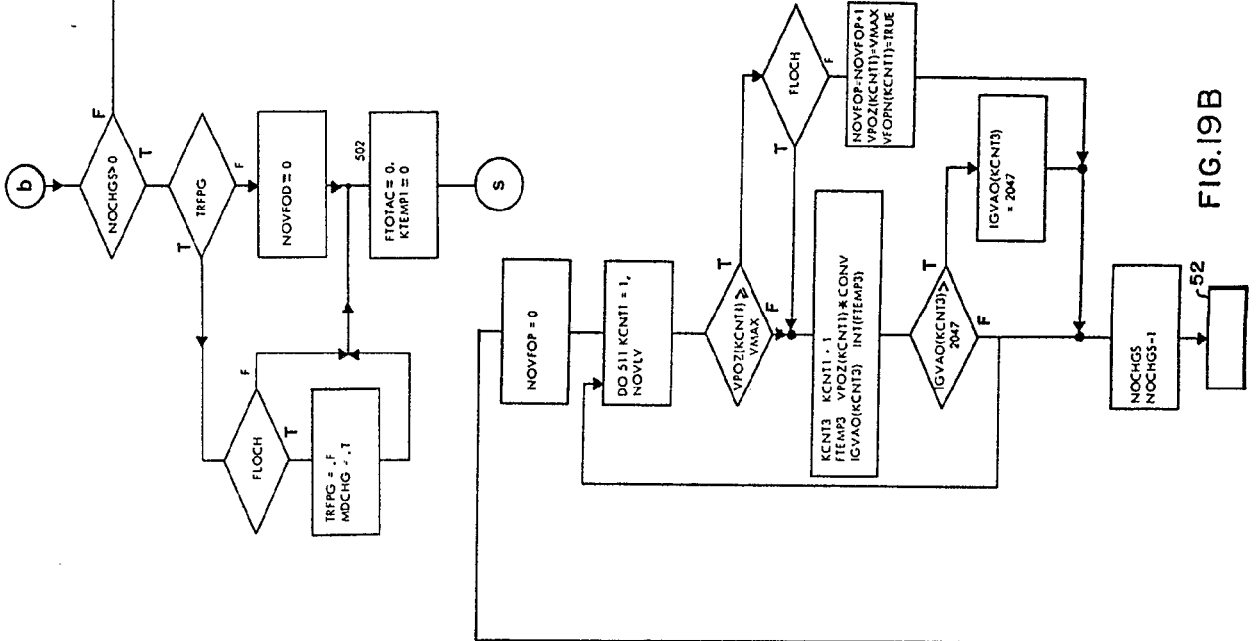 b
NOCHGS>0
F
T
TRFPG
T
F
NOVFOD = 0
502
FTOTAC = 0,
KTEMP1 = 0
S
FLOCH
F
T
TRFPG = .F
MDCHG = .T
NOVFOP = 0
DO 511 KCNT1 = 1,
NOVLV
VPOZ(KCNT1) ≥
VMAX
T
F
FLOCH
T
F
NOVFOP=NOVFOP+1
VPOZ(KCNT1)=VMAX
VFOPN(KCNT1)=TRUE
KCNT3 KCNT1 - 1
FTEMP3 VPOZ(KCNT1) * CONV
IGVAO(KCNT3) INT(FTEMP3)
IGVAO(KCNT3)>
2047
T
F
IGVAO(KCNT3)
= 2047
NOCHGS
NOCHGS-1
52
FIG.19B